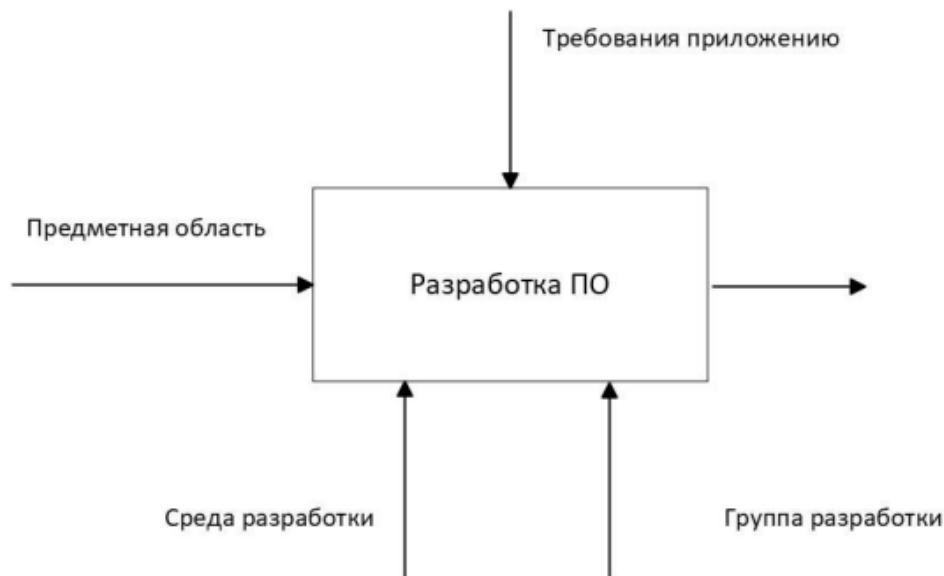 Требования приложению
Предметная область
Разработка ПО
Среда разработки
Группа разработки